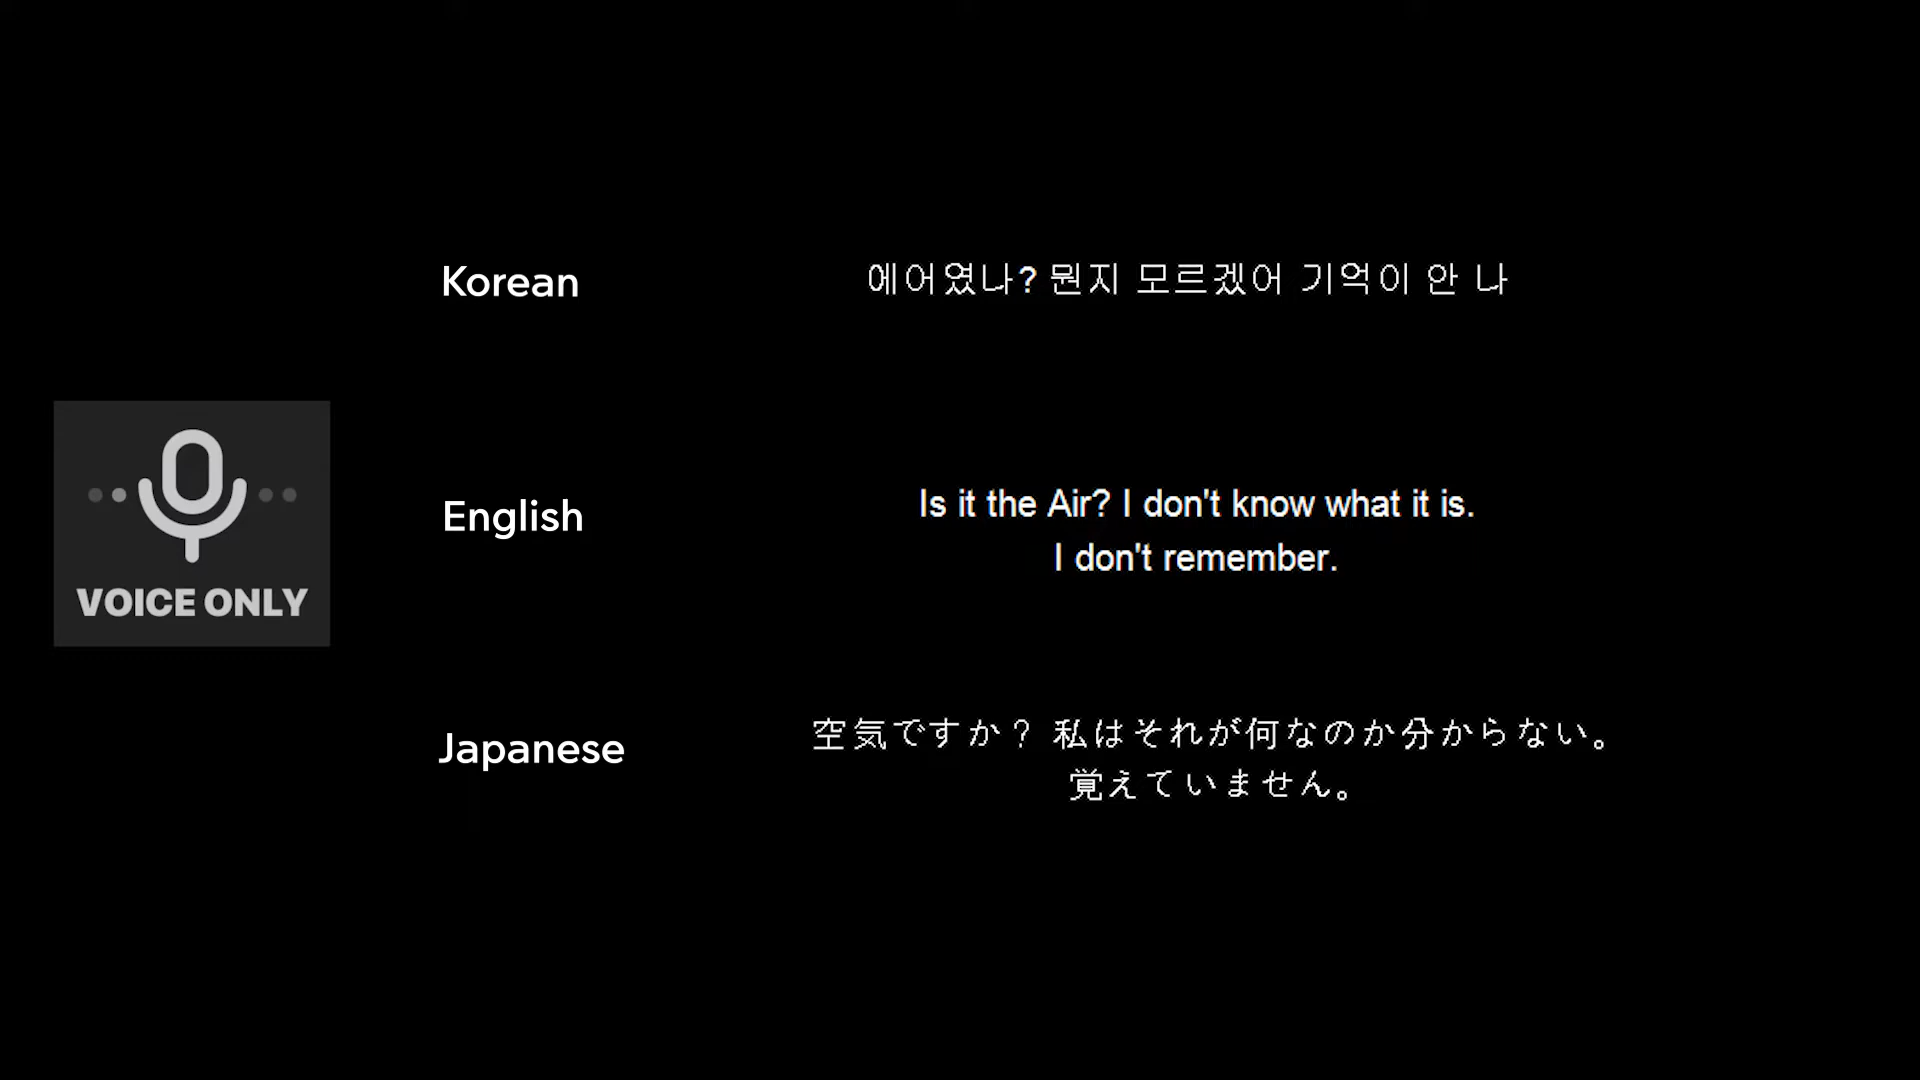 Korean
에어였나? 뭔지 모르겠어 기억이 안 나
VOICE ONLY
English
Is it the Air? I don't know what it is.
I don't remember.
Japanese
空気ですか？ 私はそれが何なのか分からない。
覚えていません。